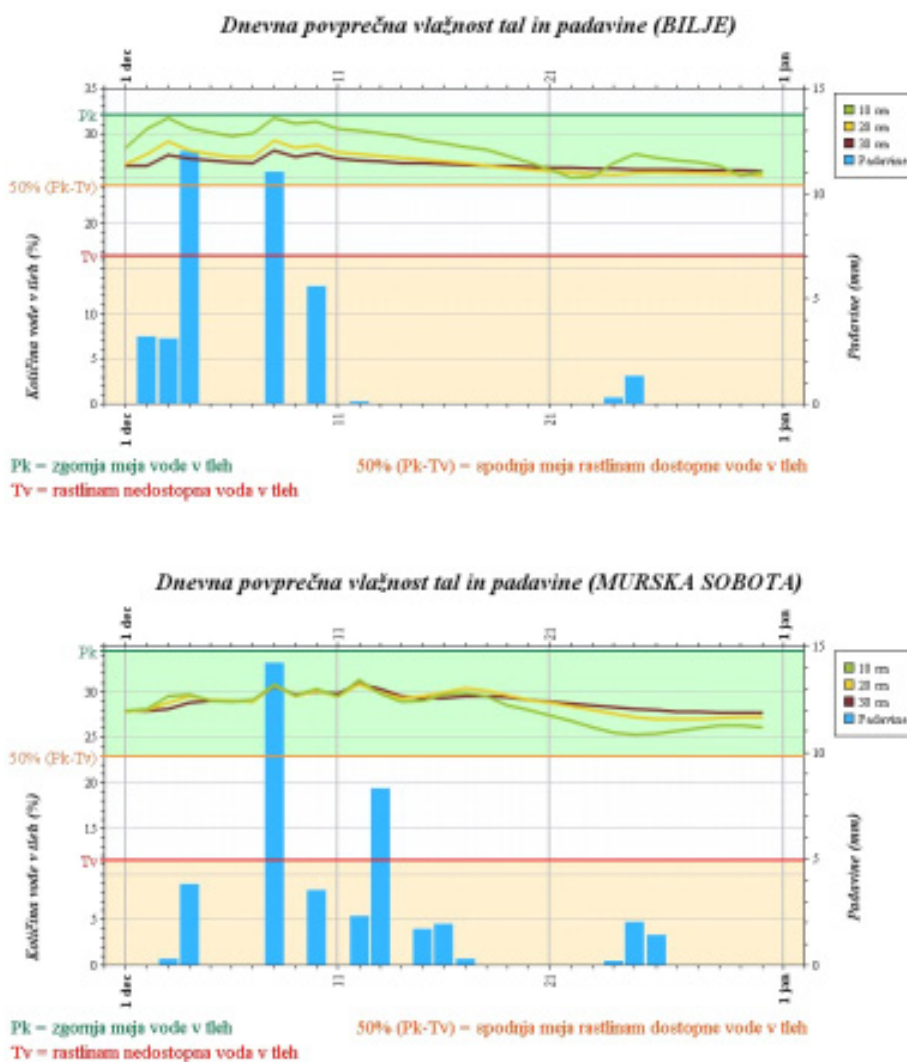 Dnevna povprečna vlažnost tal in padavine (BILJE)
1 dec
11
21
1 jan
35
15
Pk
30
50% (Pk-Tv)
10
20
Tv
10
5
5
0
0
Količina vode v tleh (%)
Padavine (mm)
10 cm
20 cm
30 cm
Padavine
1 dec
11
21
1 jan
Pk = zgornja meja vode v tleh
50% (Pk-Tv) = spodnja meja rastlinam dostopne vode v tleh
Tv = rastlinam nedostopna voda v tleh
Dnevna povprečna vlažnost tal in padavine (MURSKA SOBOTA)
1 dec
11
21
1 jan
15
Pk
30
25
50% (Pk-Tv)
10
20
15
Tv
5
5
0
0
Količina vode v tleh (%)
Padavine (mm)
10 cm
20 cm
30 cm
Padavine
1 dec
11
21
1 jan
Pk = zgornja meja vode v tleh
50% (Pk-Tv) = spodnja meja rastlinam dostopne vode v tleh
Tv = rastlinam nedostopna voda v tleh